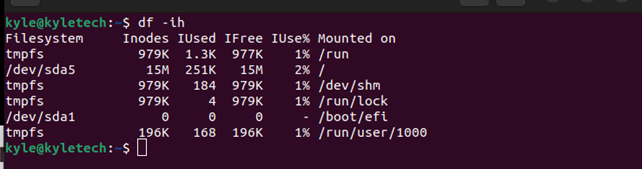 kyle@kyletech:~$ df -ih
Filesystem     Inodes IUsed IFree IUse% Mounted on
tmpfs            979K  1.3K  977K    1% /run
/dev/sda5         15M  251K   15M    2% /
tmpfs            979K   184  979K    1% /dev/shm
tmpfs            979K     4  979K    1% /run/lock
/dev/sda1           0     0     0     - /boot/efi
tmpfs            196K   168  196K    1% /run/user/1000
kyle@kyletech:~$